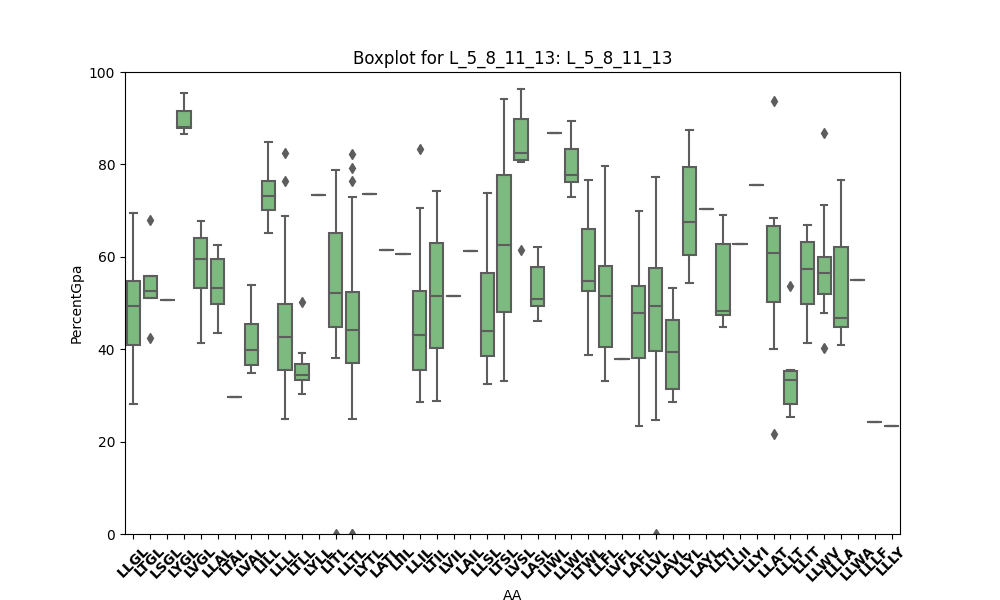 Boxplot for L_5_8_11_13: L_5_8_11_13
PercentGpa
100
80
60
40
20
0
LLGL
LTGL
LSGL
LYGL
LVGL
LLAL
LTAL
LVAL
LILL
LLLL
LTLL
LYLL
LITL
LLTL
LYTL
LATL
LIIL
LLIL
LTIL
LVIL
LAIL
LLSL
LTSL
LVSL
LASL
LIWL
LLWL
LTWL
LLFL
LVFL
LAFL
LLVL
LAVL
LLYL
LAYL
LLTI
LLII
LLYI
LLAT
LLLT
LLIT
LLWV
LLLA
LLWA
LLLF
LLLY
AA